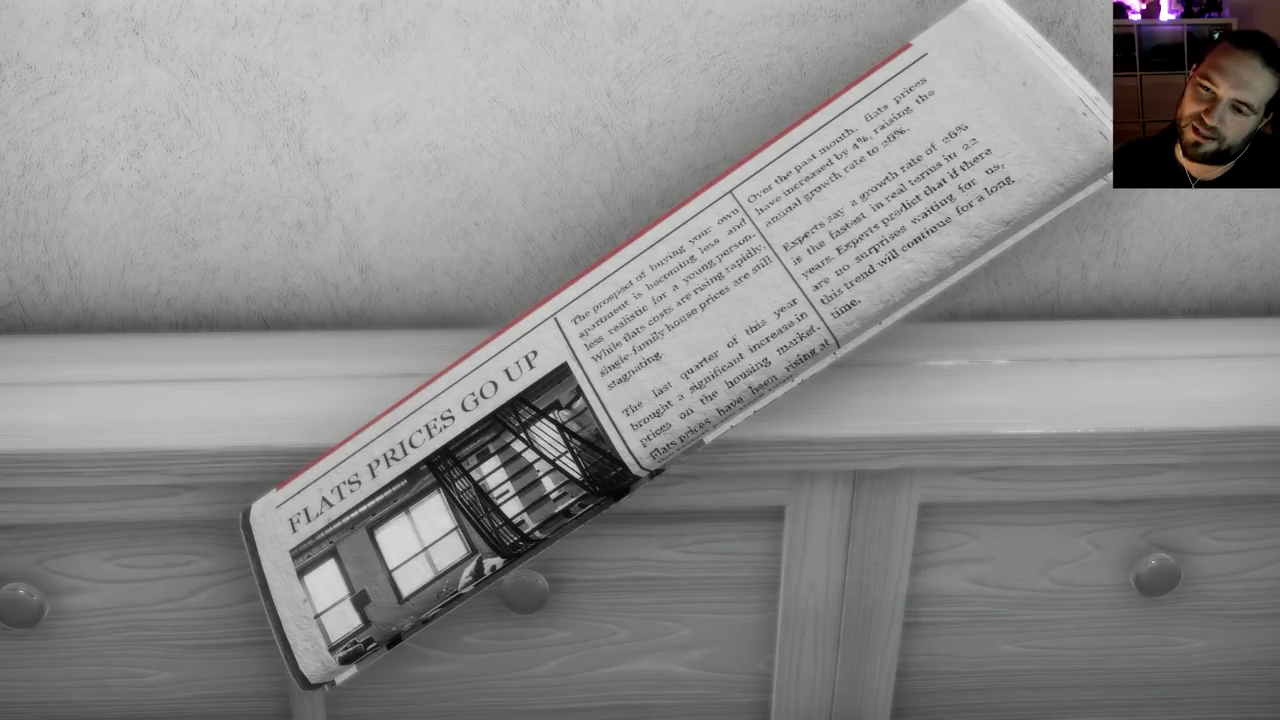 FLATS PRICES GO UP
The prospect of buying your own
apartment is becoming less and
less realistic for a young person.
While flats costs are rising rapidly,
single-family house prices are still
stagnating.
The last quarter of this year
brought a significant increase in
prices on the housing market.
Flats prices have been rising at
Over the past month, flats prices
have increased by 4%, raising the
annual growth rate to 26%.
Experts say a growth rate of 26%
is the fastest in real terms in 22
years. Experts predict that if there
are no surprises waiting for us,
this trend will continue for a long
time.